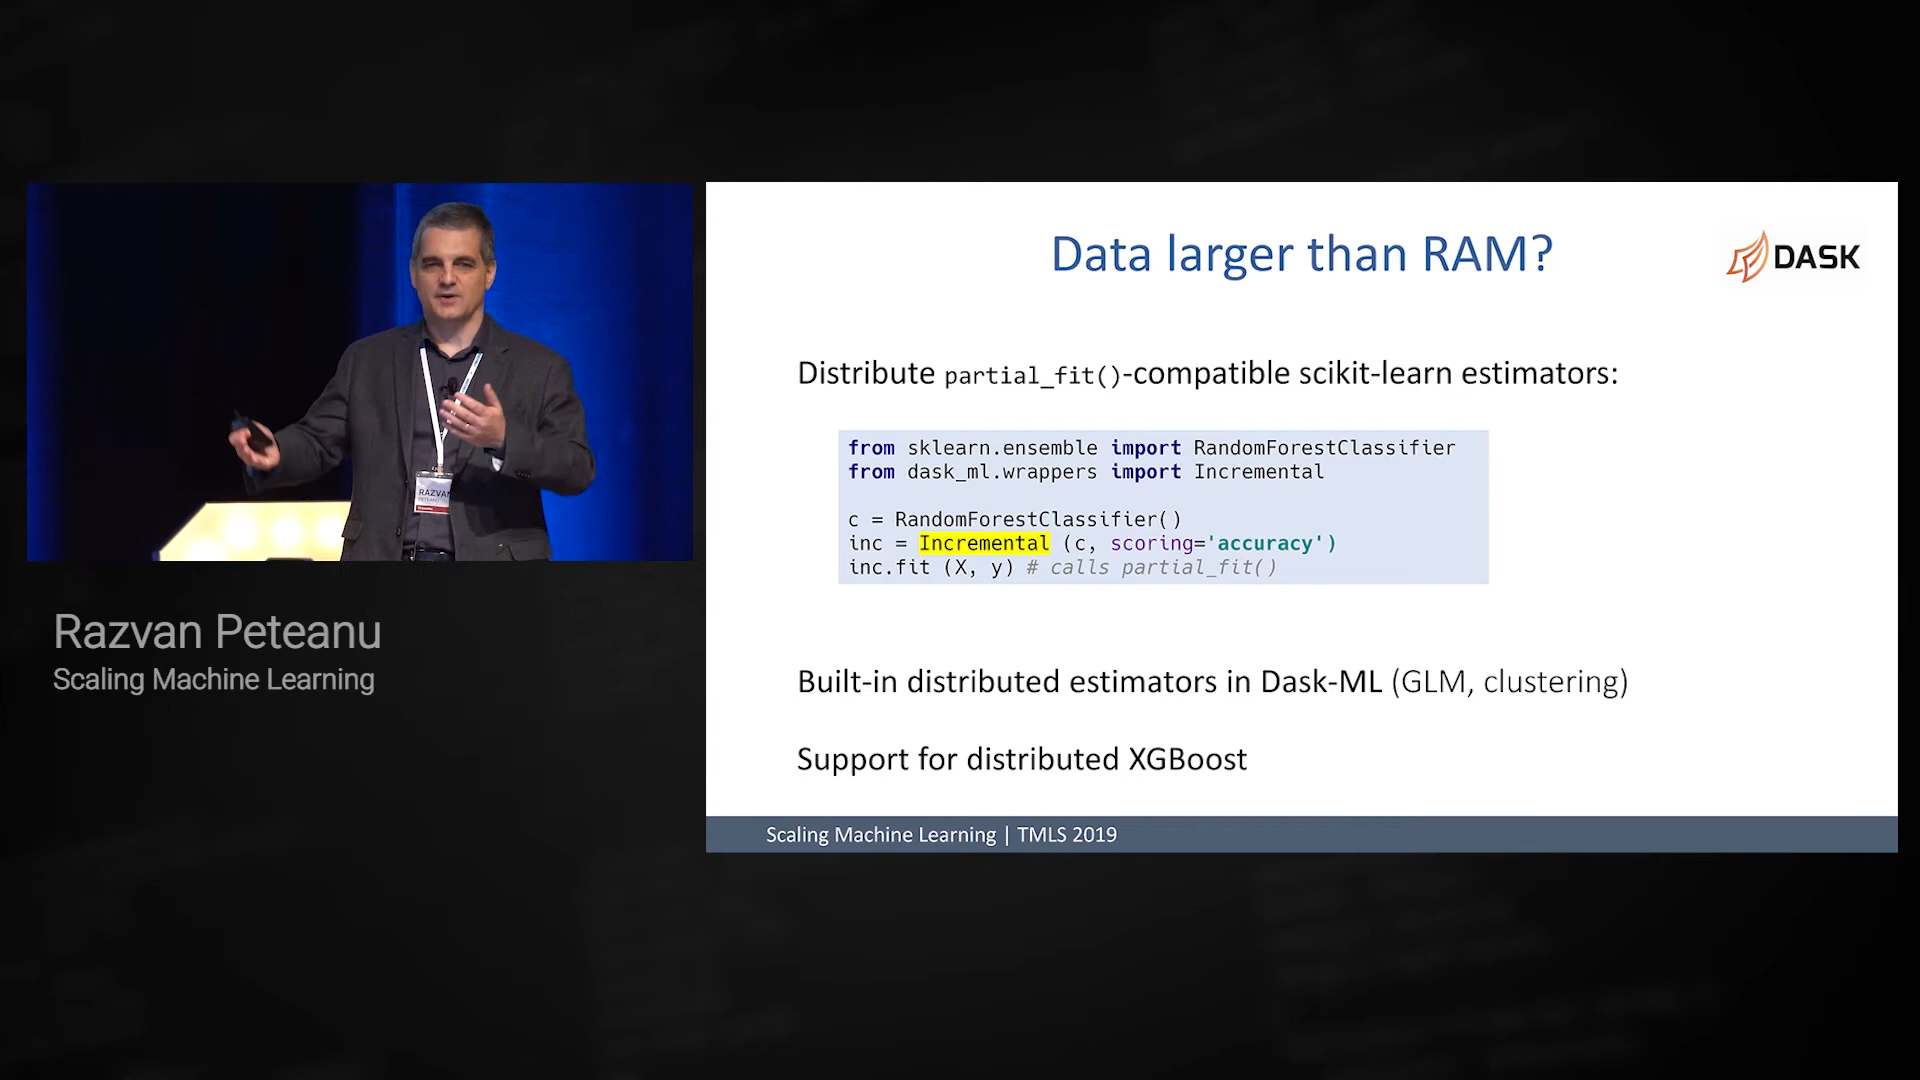 Data larger than RAM?
DASK
Distribute partial_fit()-compatible scikit-learn estimators:
from sklearn.ensemble import RandomForestClassifier
from dask_ml.wrappers import Incremental
c = RandomForestClassifier()
inc = Incremental (c, scoring='accuracy')
inc.fit (X, y) # calls partial_fit()
Built-in distributed estimators in Dask-ML (GLM, clustering)
Support for distributed XGBoost
Scaling Machine Learning | TMLS 2019
RAZVAN
Razvan Peteanu
Scaling Machine Learning